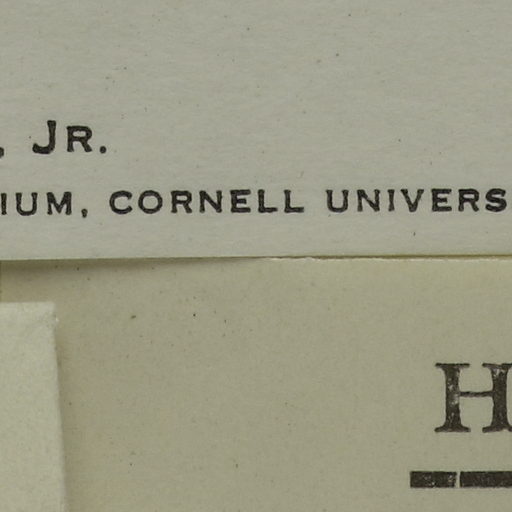 , JR.
IUM, CORNELL UNIVERS
H